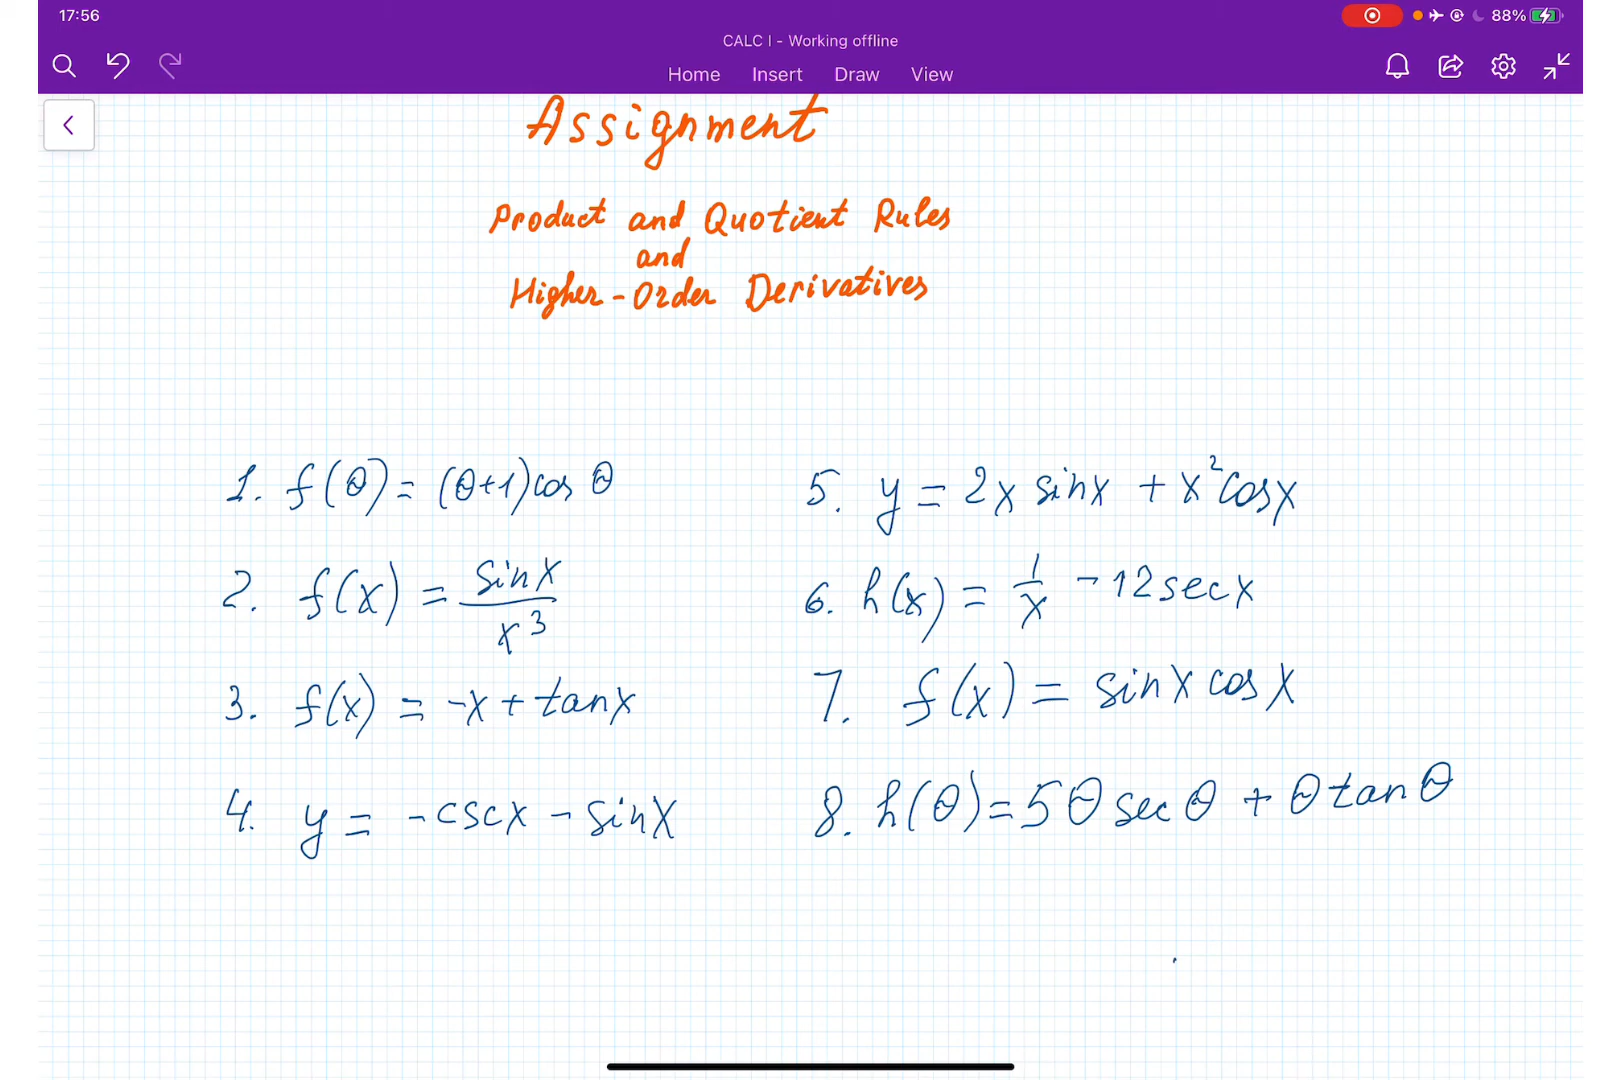 17:56
88%
CALC I - Working offline
Home Insert Draw View
Assignment
Product and Quotient Rules
and
Higher-Order Derivatives
1. f(θ) = (θ+1)cos θ
2. f(x) = sinx / x³
3. f(x) = -x + tanx
4. y = -cscx - sinx
5. y = 2x sinx + x²cosx
6. h(x) = 1/x - 12secx
7. f(x) = sinx cosx
8. h(θ) = 5θ sec θ + θ tan θ